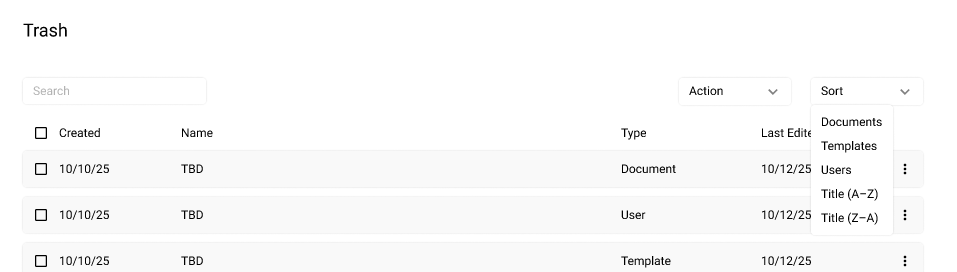 Trash
Search
Action
Sort
Documents
Templates
Users
Title (A–Z)
Title (Z–A)
Created Name Type Last Edite
10/10/25 TBD Document 10/12/25
10/10/25 TBD User 10/12/25
10/10/25 TBD Template 10/12/25